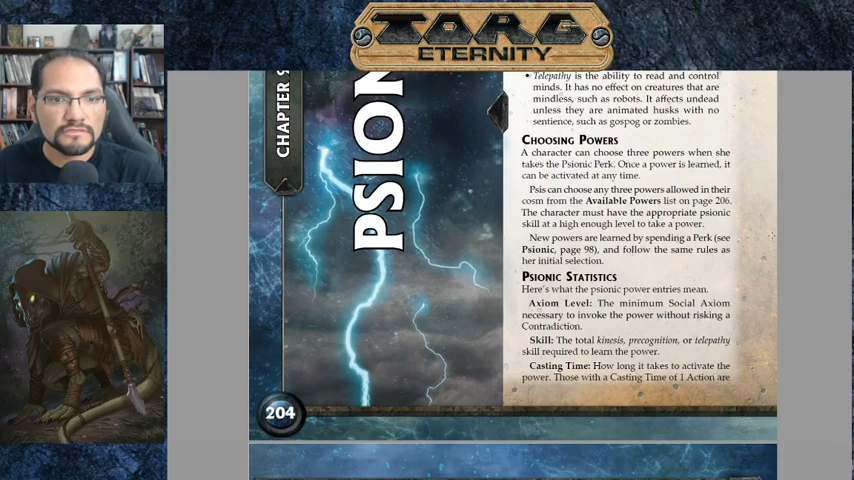 TORG
ETERNITY
CHAPTER 9
PSION
• Telepathy is the ability to read and control
minds. It has no effect on creatures that are
mindless, such as robots. It affects undead
unless they are animated husks with no
sentience, such as gospog or zombies.
CHOOSING POWERS
A character can choose three powers when she
takes the Psionic Perk. Once a power is learned, it
can be activated at any time.
Psis can choose any three powers allowed in their
cosm from the Available Powers list on page 206.
The character must have the appropriate psionic
skill at a high enough level to take a power.
New powers are learned by spending a Perk (see
Psionic, page 98), and follow the same rules as
her initial selection.
PSIONIC STATISTICS
Here's what the psionic power entries mean.
Axiom Level: The minimum Social Axiom
necessary to invoke the power without risking a
Contradiction.
Skill: The total kinesis, precognition, or telepathy
skill required to learn the power.
Casting Time: How long it takes to activate the
power. Those with a Casting Time of 1 Action are
204